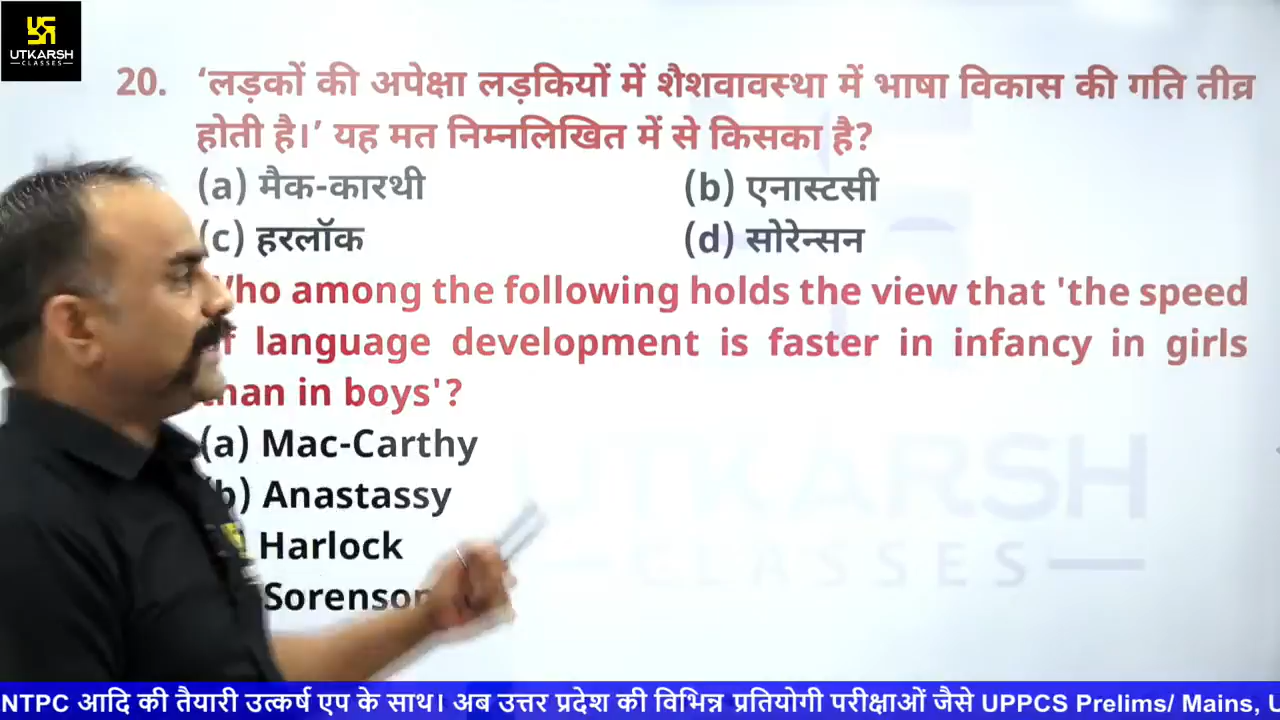 UTKARSH
CLASSES
20. ‘लड़कों की अपेक्षा लड़कियों में शैशवावस्था में भाषा विकास की गति तीव्र
होती है।’ यह मत निम्नलिखित में से किसका है?
(a) मैक-कारथी (b) एनास्टसी
(c) हरलॉक (d) सोरेन्सन
ho among the following holds the view that 'the speed
f language development is faster in infancy in girls
han in boys'?
(a) Mac-Carthy
b) Anastassy
Harlock
Sorenson
UTKARSH
CLASSES
NTPC आदि की तैयारी उत्कर्ष एप के साथ। अब उत्तर प्रदेश की विभिन्न प्रतियोगी परीक्षाओं जैसे UPPCS Prelims/ Mains, U